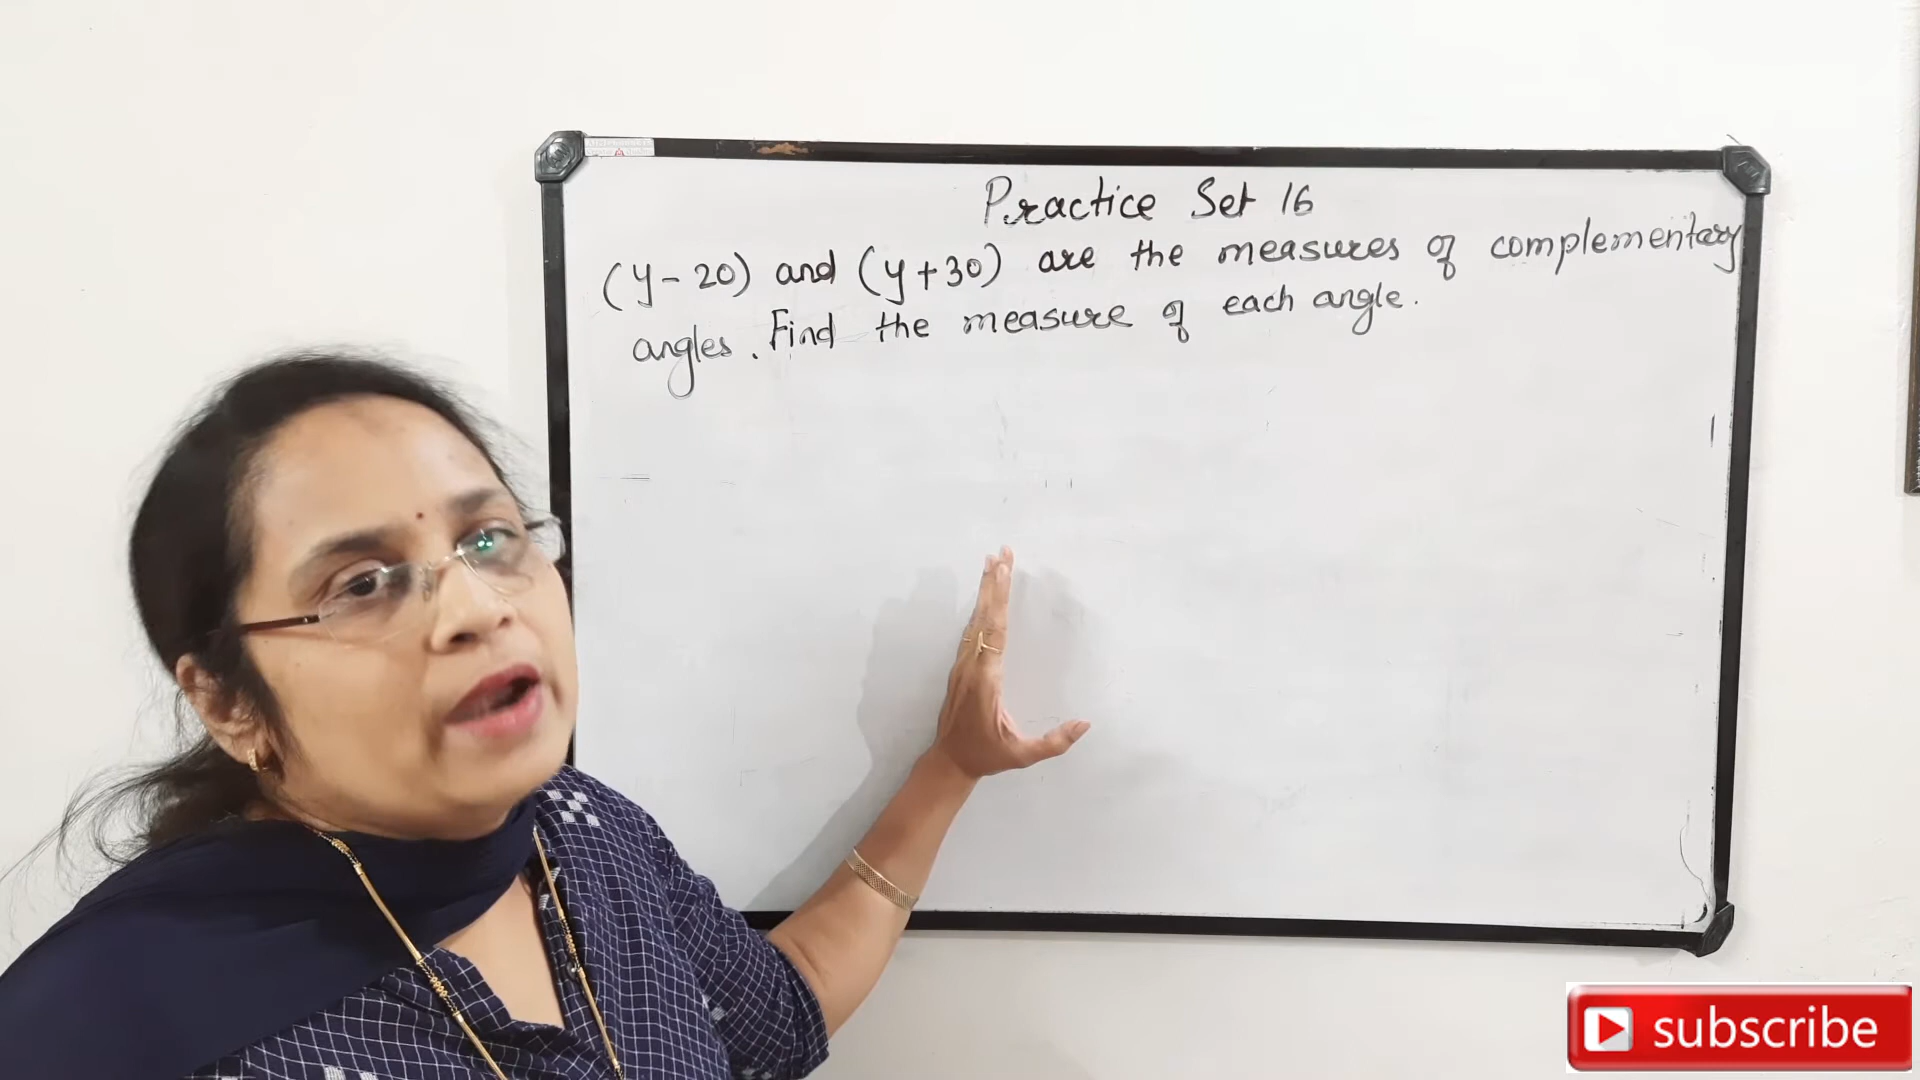 Practice Set 16
(y - 20) and (y + 30) are the measures of complementary
angles. Find the measure of each angle.
subscribe